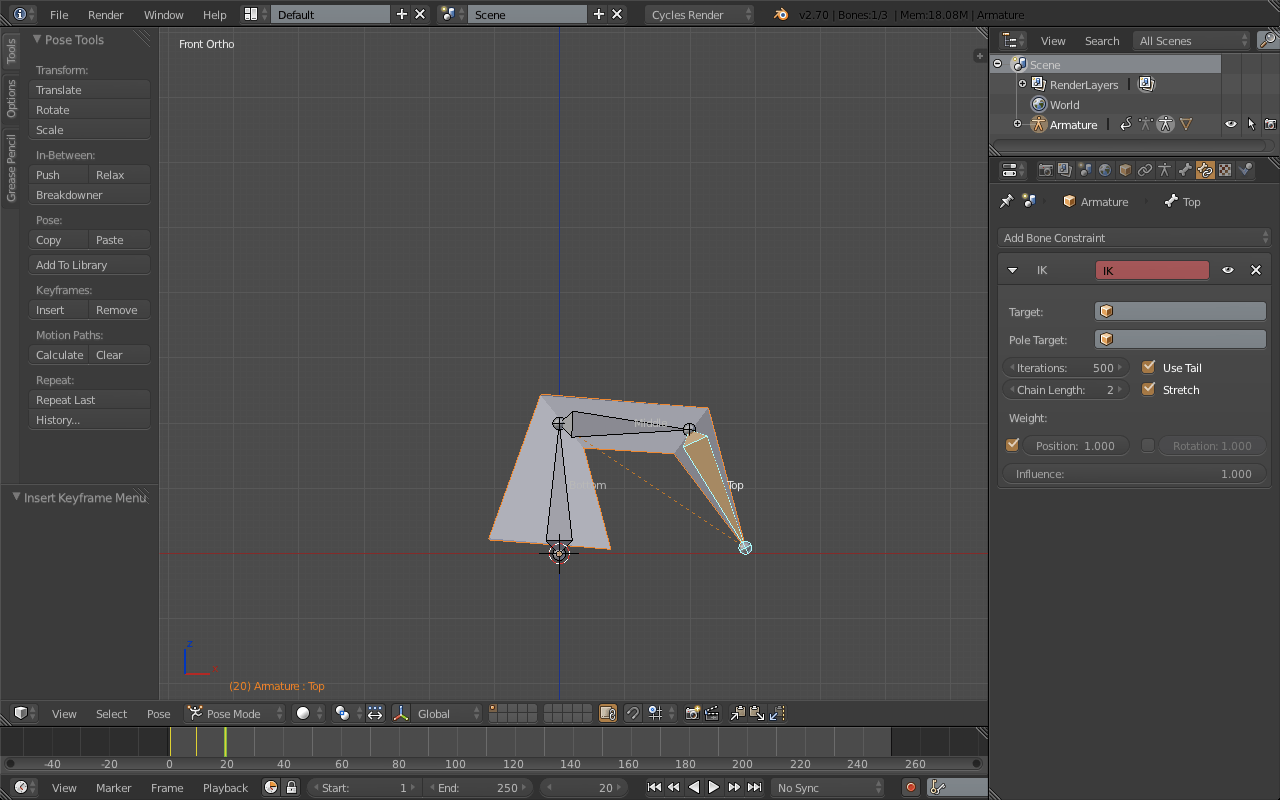 File Render Window Help Default Scene Cycles Render v2.70 | Bones:1/3 | Mem:18.08M | Armature
Tools
Options
Grease Pencil
Pose Tools
Transform:
Translate
Rotate
Scale
In-Between:
Push Relax
Breakdowner
Pose:
Copy Paste
Add To Library
Keyframes:
Insert Remove
Motion Paths:
Calculate Clear
Repeat:
Repeat Last
History...
Insert Keyframe Menu
Front Ortho
Middle
Top
z
x
(20) Armature : Top
View Select Pose Pose Mode Global
-40 -20 0 20 40 60 80 100 120 140 160 180 200 220 240 260
View Marker Frame Playback Start: 1 End: 250 20 No Sync
View Search All Scenes
Scene
RenderLayers |
World
Armature |
Armature Top
Add Bone Constraint
IK IK
Target:
Pole Target:
Iterations: 500 Use Tail
Chain Length: 2 Stretch
Weight:
Position: 1.000 Rotation: 1.000
Influence: 1.000